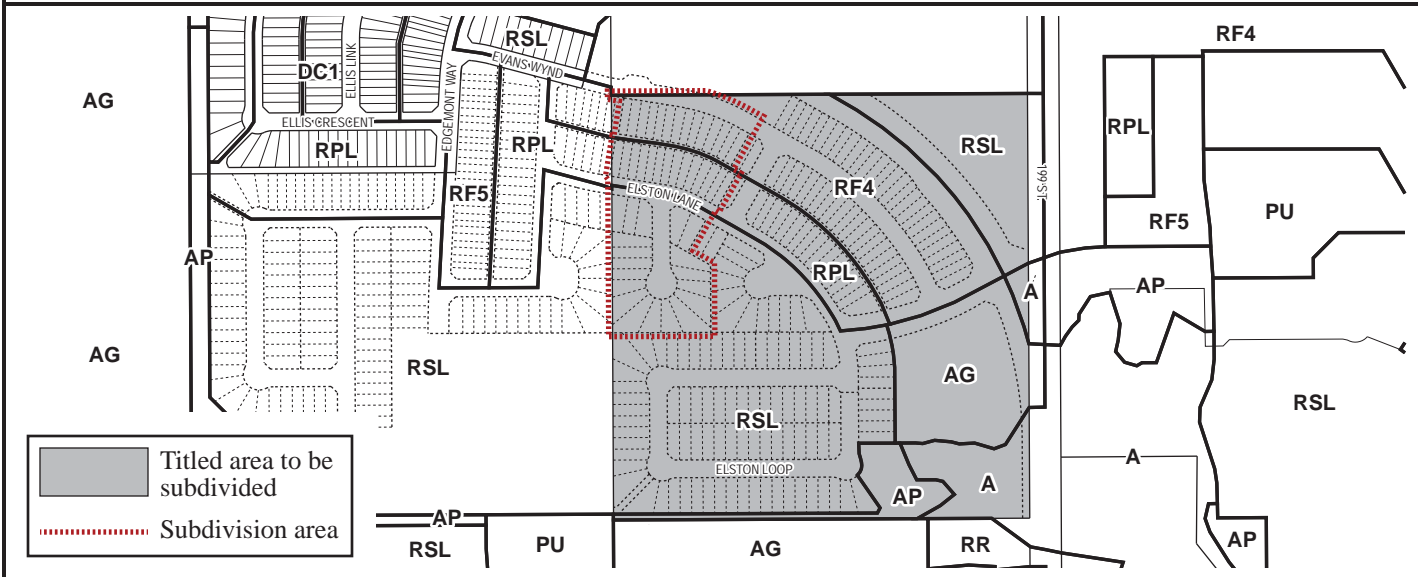 RSL
RF4
EVANS WYND
DC1
ELLIS LINK
AG
EDGEMONT WAY
ELLIS CRESCENT
RPL
RPL
RPL
RSL
199 ST.
RF5
ELSTON LANE
RF4
PU
RF5
AP
RPL
A
AP
AG
RSL
AG
RSL
RSL
A
ELSTON LOOP
AP
A
AP
RSL
PU
AG
RR
AP
Titled area to be
subdivided
Subdivision area